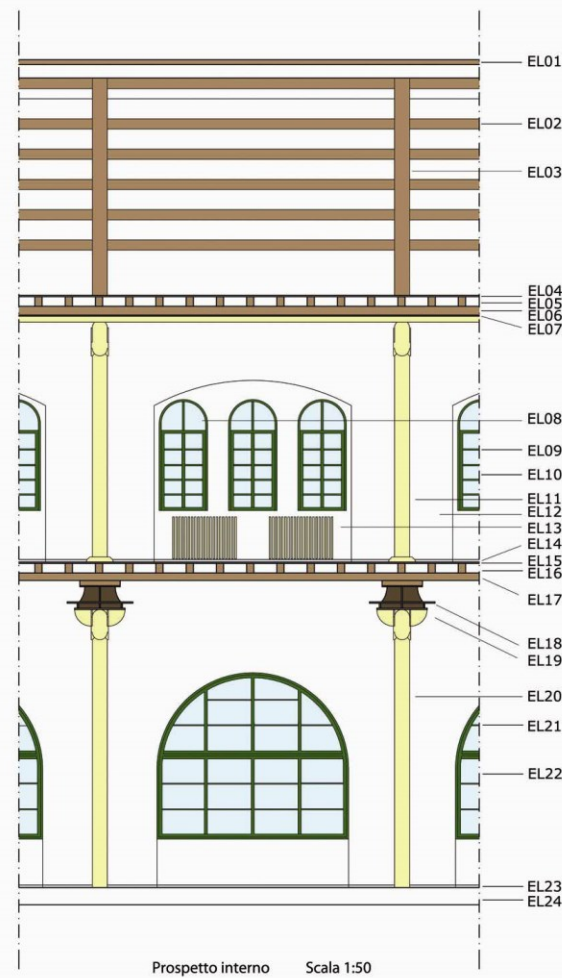 EL01
EL02
EL03
EL04
EL05
EL06
EL07
EL08
EL09
EL10
EL11
EL12
EL13
EL14
EL15
EL16
EL17
EL18
EL19
EL20
EL21
EL22
EL23
EL24
Prospetto interno Scala 1:50